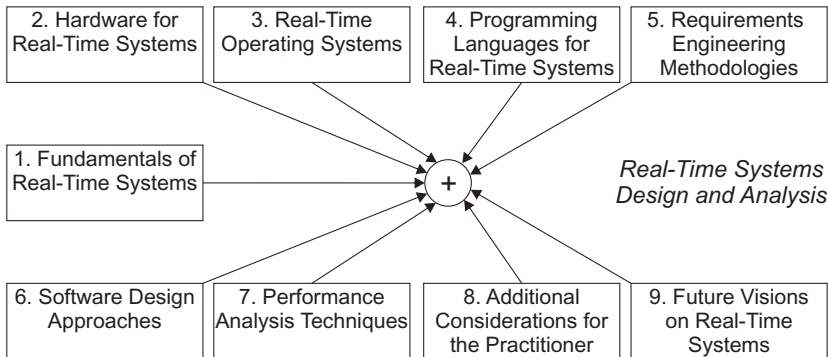 2. Hardware for
Real-Time Systems
3. Real-Time
Operating Systems
4. Programming
Languages for
Real-Time Systems
5. Requirements
Engineering
Methodologies
1. Fundamentals of
Real-Time Systems
+
Real-Time Systems
Design and Analysis
6. Software Design
Approaches
7. Performance
Analysis Techniques
8. Additional
Considerations for
the Practitioner
9. Future Visions
on Real-Time
Systems